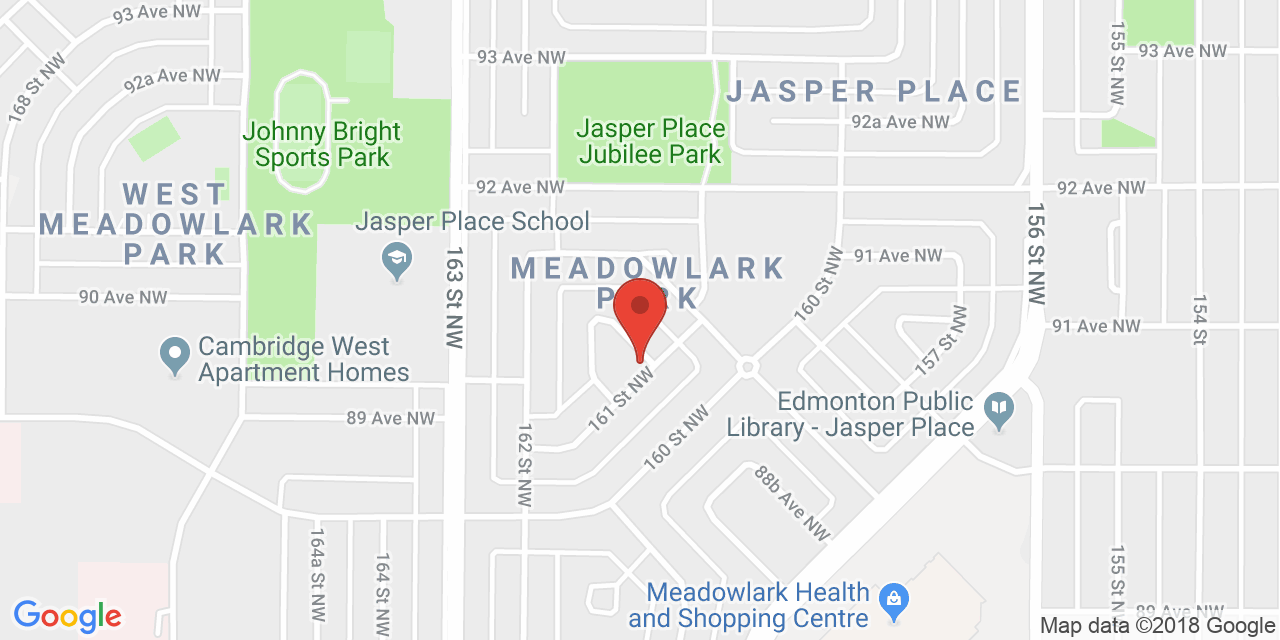 93 Ave NW
168 St NW
92a Ave NW
93 Ave NW
155 St NW
93 Ave NW
JASPER PLACE
92a Ave NW
Johnny Bright
Sports Park
Jasper Place
Jubilee Park
WEST
MEADOWLARK
PARK
92 Ave NW
92 Ave NW
Jasper Place School
156 St NW
163 St NW
91 Ave NW
160 St NW
MEADOWLARK
90 Ave NW
154 St
91 Ave NW
157 St NW
Cambridge West
Apartment Homes
161 St NW
Edmonton Public
Library - Jasper Place
89 Ave NW
160 St NW
162 St NW
88b Ave NW
164a St NW
164 St NW
155 St N
Meadowlark Health
and Shopping Centre
89 Ave NW
Google
Map data ©2018 Google